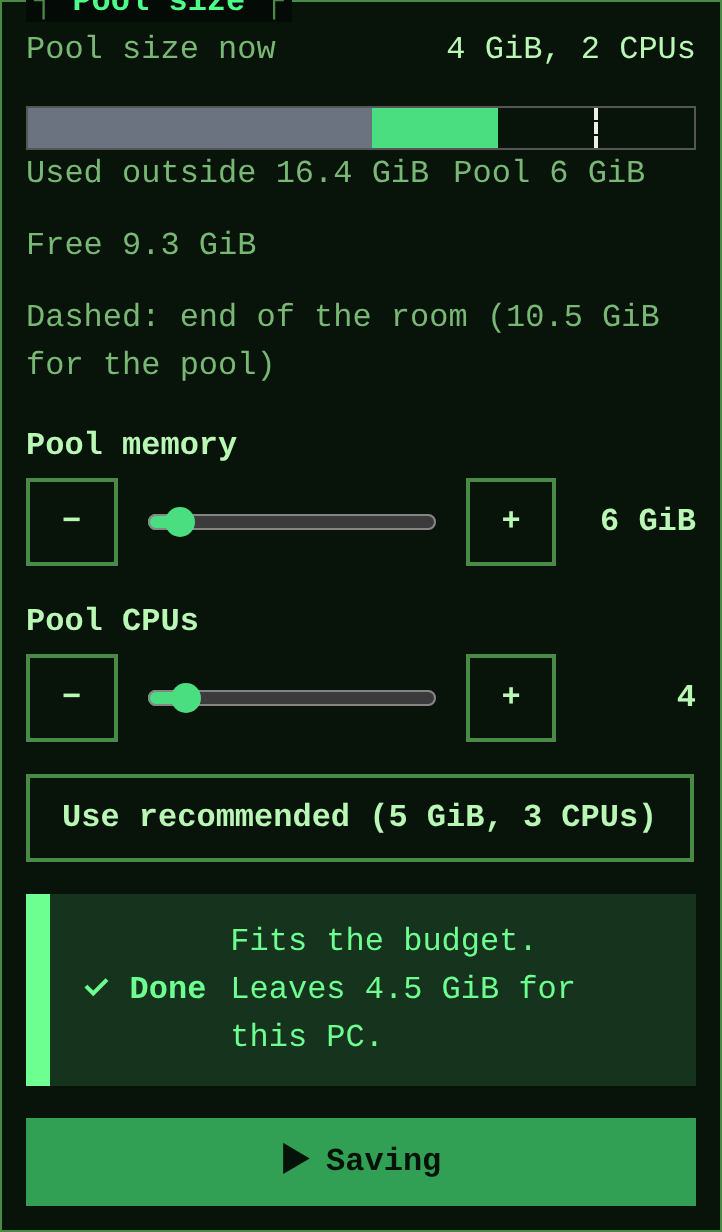 Pool size
Pool size now 4 GiB, 2 CPUs
Used outside 16.4 GiB Pool 6 GiB
Free 9.3 GiB
Dashed: end of the room (10.5 GiB
for the pool)
Pool memory
− + 6 GiB
Pool CPUs
− + 4
Use recommended (5 GiB, 3 CPUs)
Fits the budget.
✓ Done Leaves 4.5 GiB for
this PC.
▶ Saving